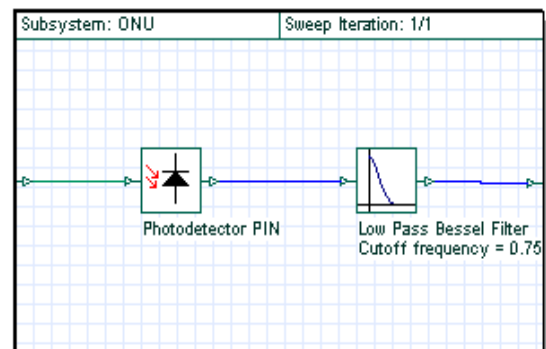 Subsystem: ONU
Sweep Iteration: 1/1
Photodetector PIN
Low Pass Bessel Filter
Cutoff frequency = 0.75